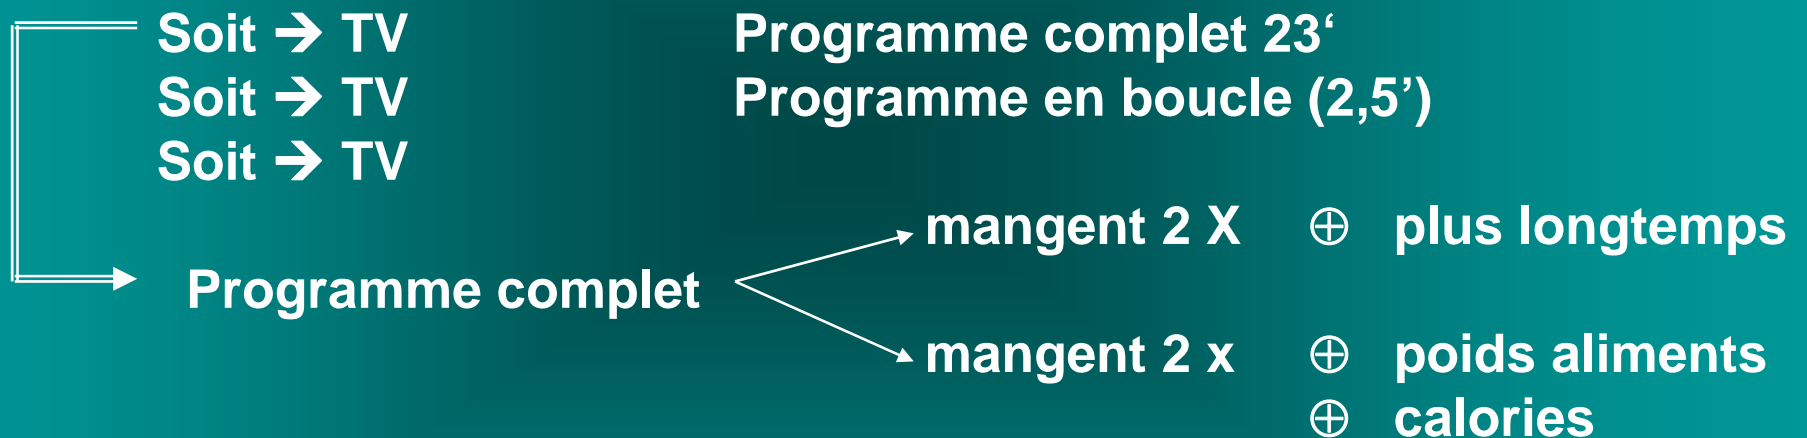 Soit ➔ TV Programme complet 23‘
Soit ➔ TV Programme en boucle (2,5’)
Soit ➔ TV
mangent 2 X ⊕ plus longtemps
Programme complet
mangent 2 x ⊕ poids aliments
⊕ calories